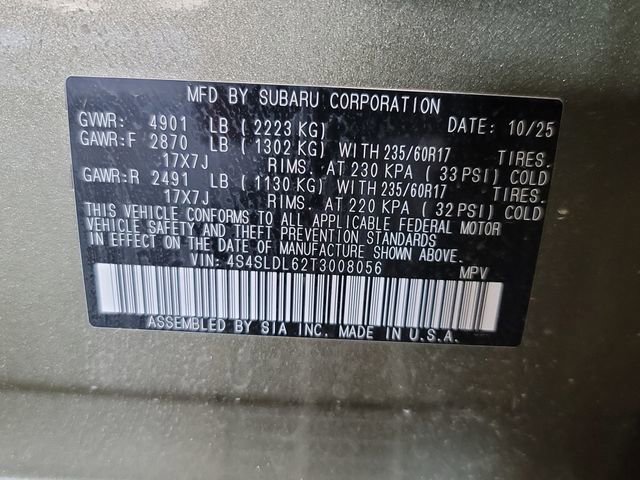 MFD BY SUBARU CORPORATION
GVWR: 4901 LB ( 2223 KG) DATE: 10/25
GAWR:F 2870 LB ( 1302 KG) WITH 235/60R17 TIRES.
17X7J RIMS. AT 230 KPA ( 33 PSI) COLD
GAWR:R 2491 LB ( 1130 KG) WITH 235/60R17 TIRES.
17X7J RIMS. AT 220 KPA ( 32 PSI) COLD
THIS VEHICLE CONFORMS TO ALL APPLICABLE FEDERAL MOTOR
VEHICLE SAFETY AND THEFT PREVENTION STANDARDS
IN EFFECT ON THE DATE OF MANUFACTURE SHOWN ABOVE.
VIN: 4S4SLDL62T3008056 MPV
ASSEMBLED BY SIA INC. MADE IN U.S.A.